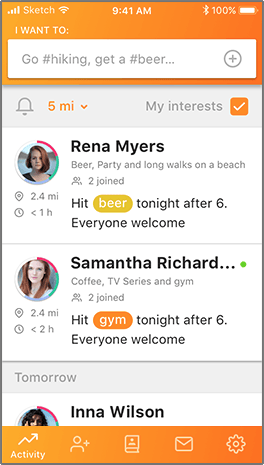 Sketch 9:41 AM 100%
I WANT TO:
Go #hiking, get a #beer...
5 mi My interests
Rena Myers
Beer, Party and long walks on a beach
2 joined
2.4 mi
Hit beer tonight after 6.
< 1 h
Everyone welcome
Samantha Richard...
Coffee, TV Series and gym
2 joined
2.4 mi
Hit gym tonight after 6.
< 2 h
Everyone welcome
Tomorrow
Inna Wilson
Activity